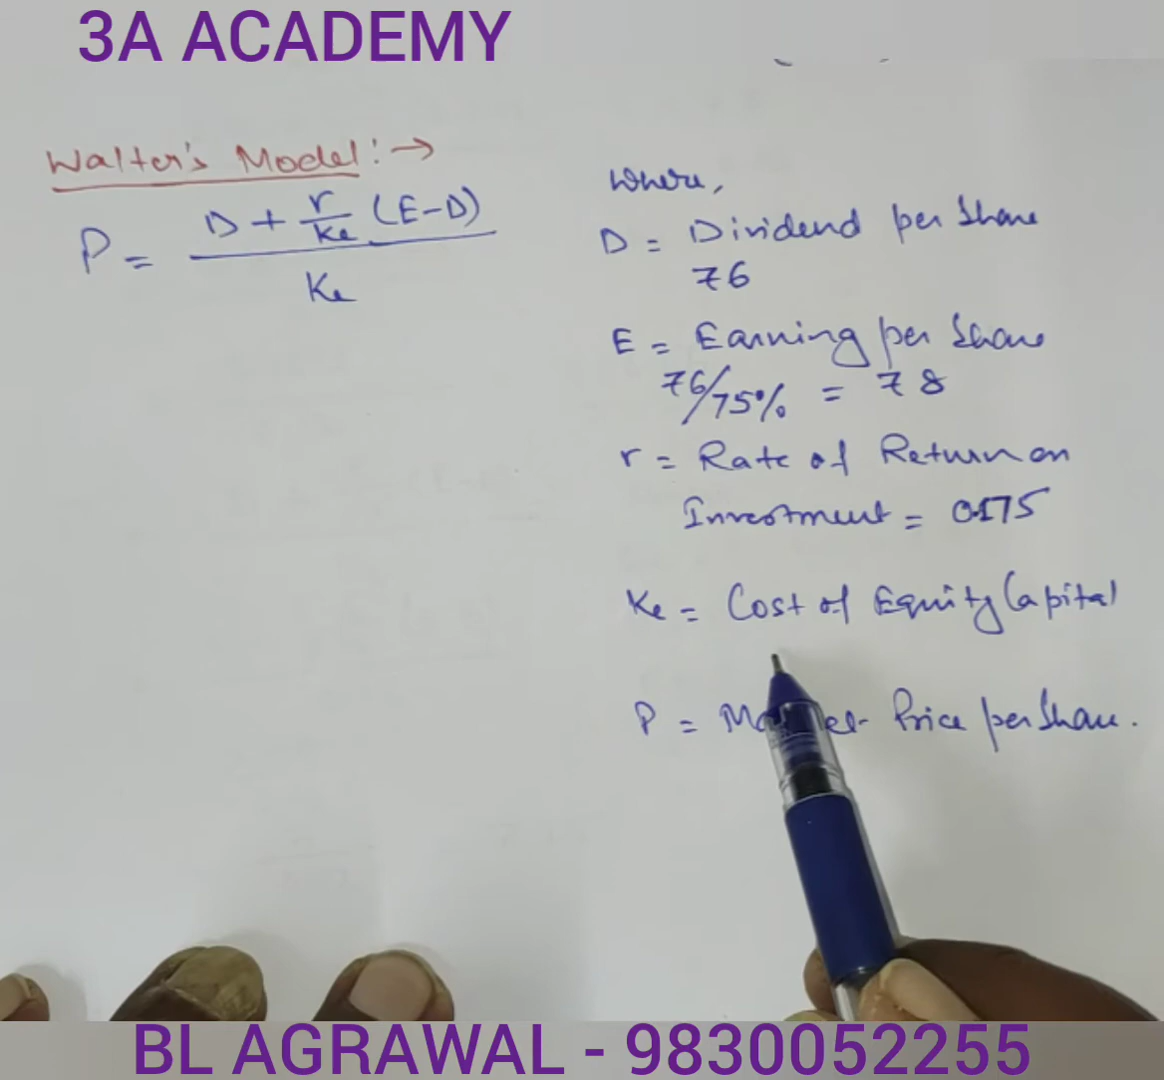 3A ACADEMY
Walter's Model :→
P = D + r/Ke (E-D)
Ke
where,
D = Dividend per Share
₹6
E = Earning per Share
₹6/75% = ₹8
r = Rate of Return on
Investment = 0.175
Ke = Cost of Equity Capital
P = Market Price per Share.
BL AGRAWAL - 9830052255